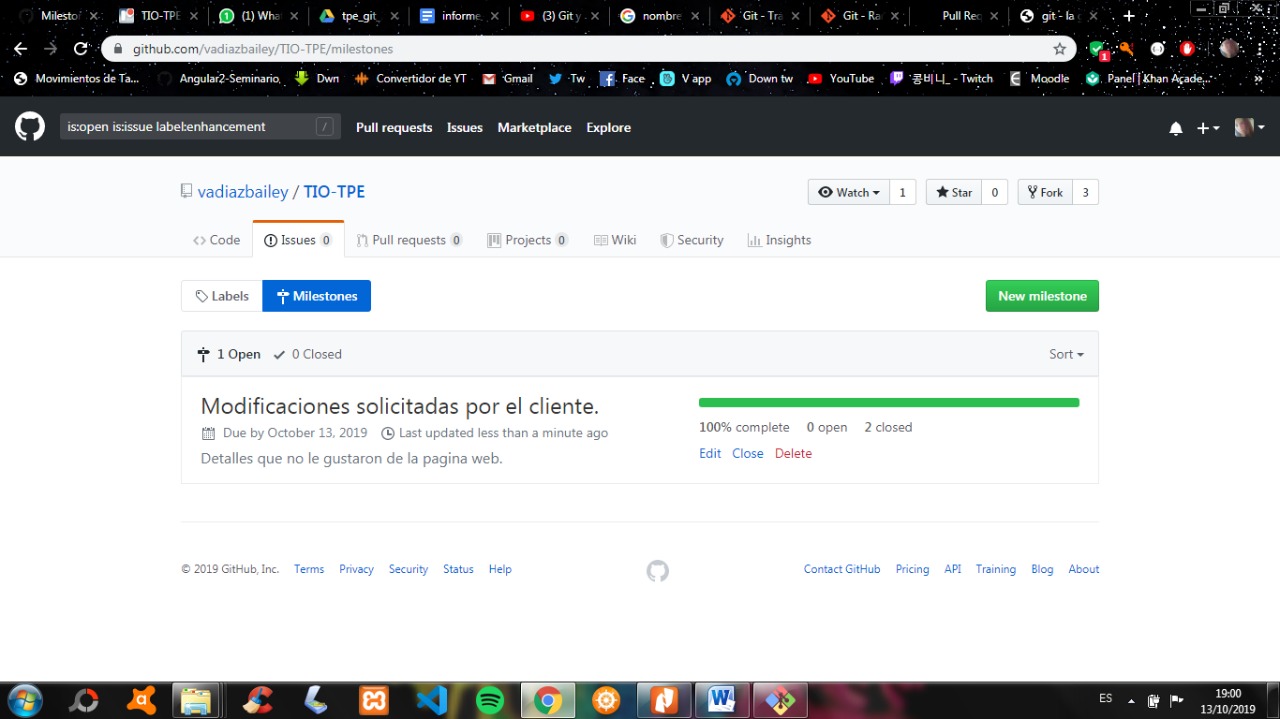 Milesto
TIO-TPE
(1) Wha
tpe_git_
informe_
(3) Git y
nombre
Git - Tra
Git - Ra
Pull Rec
git - la g
github.com/vadiazbailey/TIO-TPE/milestones
1
Movimientos de Ta...
Angular2-Seminario_
Dwn
Convertidor de YT
Gmail
Tw
Face
V app
Down tw
YouTube
콩비니_ - Twitch
Moodle
Panel | Khan Acade...
»
is:open is:issue label:enhancement
/
Pull requests
Issues
Marketplace
Explore
vadiazbailey / TIO-TPE
Watch 1
Star 0
Fork 3
Code
Issues 0
Pull requests 0
Projects 0
Wiki
Security
Insights
Labels
Milestones
New milestone
1 Open
0 Closed
Sort
Modificaciones solicitadas por el cliente.
Due by October 13, 2019
Last updated less than a minute ago
Detalles que no le gustaron de la pagina web.
100% complete 0 open 2 closed
Edit Close Delete
© 2019 GitHub, Inc.
Terms
Privacy
Security
Status
Help
Contact GitHub
Pricing
API
Training
Blog
About
ES
19:00
13/10/2019